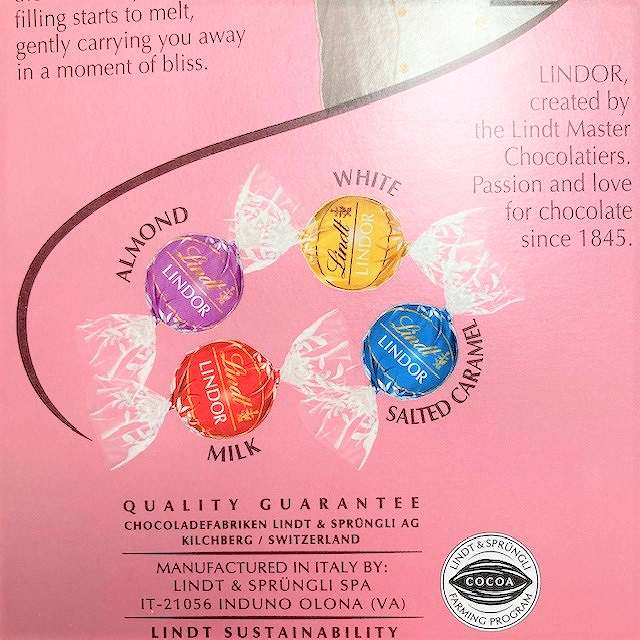 filling starts to melt,
gently carrying you away
in a moment of bliss.
LINDOR,
created by
the Lindt Master
Chocolatiers.
Passion and love
for chocolate
since 1845.
WHITE
Lindt
LINDOR
ALMOND
Lindt
LINDOR
Lindt
LINDOR
SALTED CARAMEL
Lindt
LINDOR
MILK
QUALITY GUARANTEE
CHOCOLADEFABRIKEN LINDT & SPRÜNGLI AG
KILCHBERG / SWITZERLAND
MANUFACTURED IN ITALY BY:
LINDT & SPRÜNGLI SPA
IT-21056 INDUNO OLONA (VA)
LINDT SUSTAINABILITY
LINDT & SPRÜNGLI
COCOA
FARMING PROGRAM